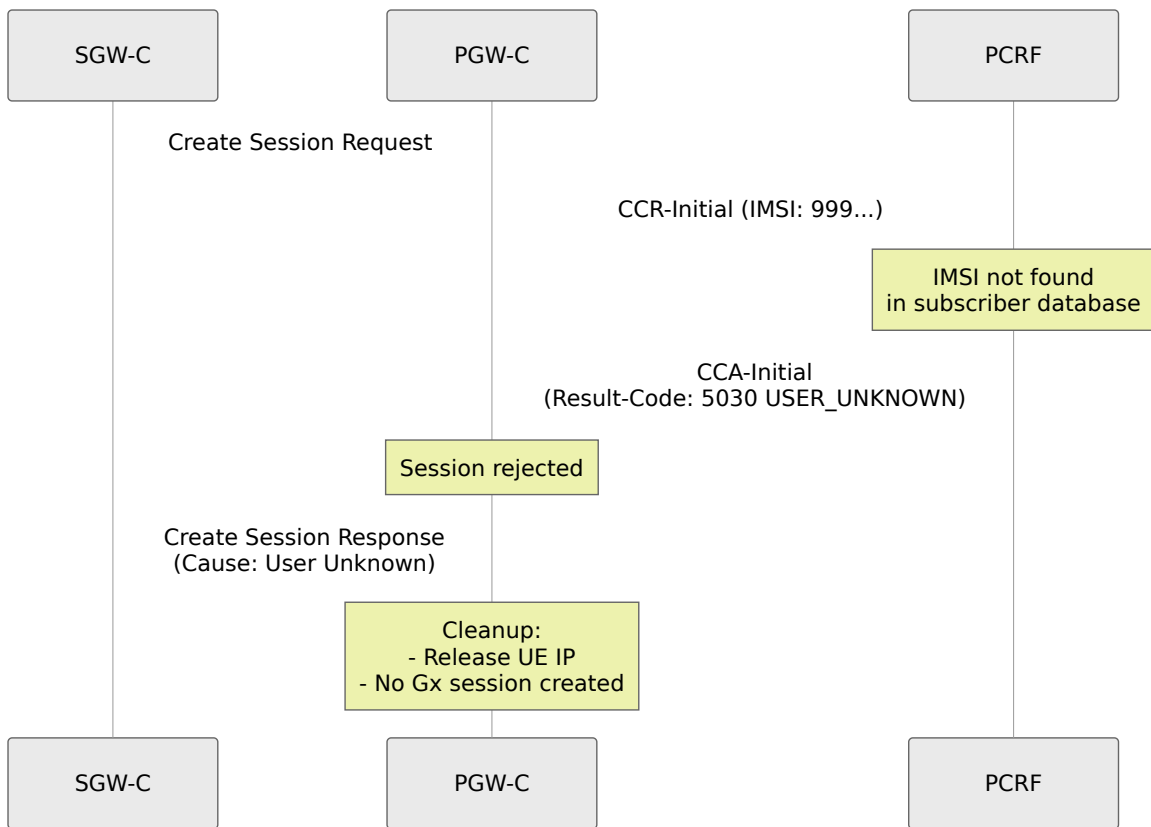 SGW-C
PGW-C
PCRF
Create Session Request
CCR-Initial (IMSI: 999...)
IMSI not found
in subscriber database
CCA-Initial
(Result-Code: 5030 USER_UNKNOWN)
Session rejected
Create Session Response
(Cause: User Unknown)
Cleanup:
- Release UE IP
- No Gx session created
SGW-C
PGW-C
PCRF